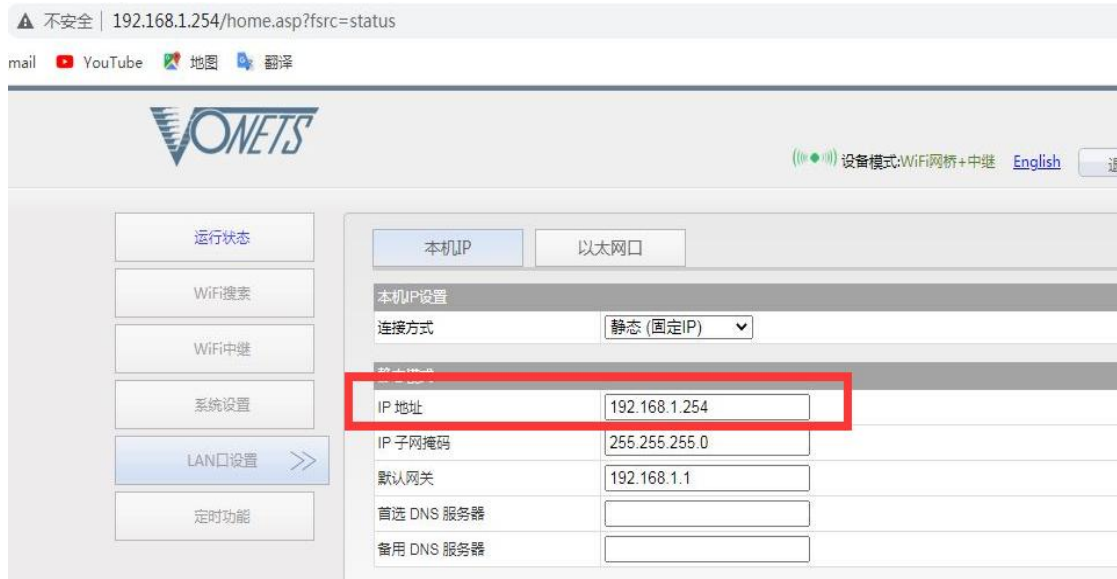 不安全 | 192.168.1.254/home.asp?fsrc=status
mail YouTube 地图 翻译
VONETS
设备模式:WiFi网桥+中继 English
运行状态
WiFi搜索
WiFi中继
系统设置
LAN口设置
定时功能
本机IP 以太网口
本机IP设置
连接方式 静态 (固定IP)
静态模式
IP 地址 192.168.1.254
IP 子网掩码 255.255.255.0
默认网关 192.168.1.1
首选 DNS 服务器
备用 DNS 服务器